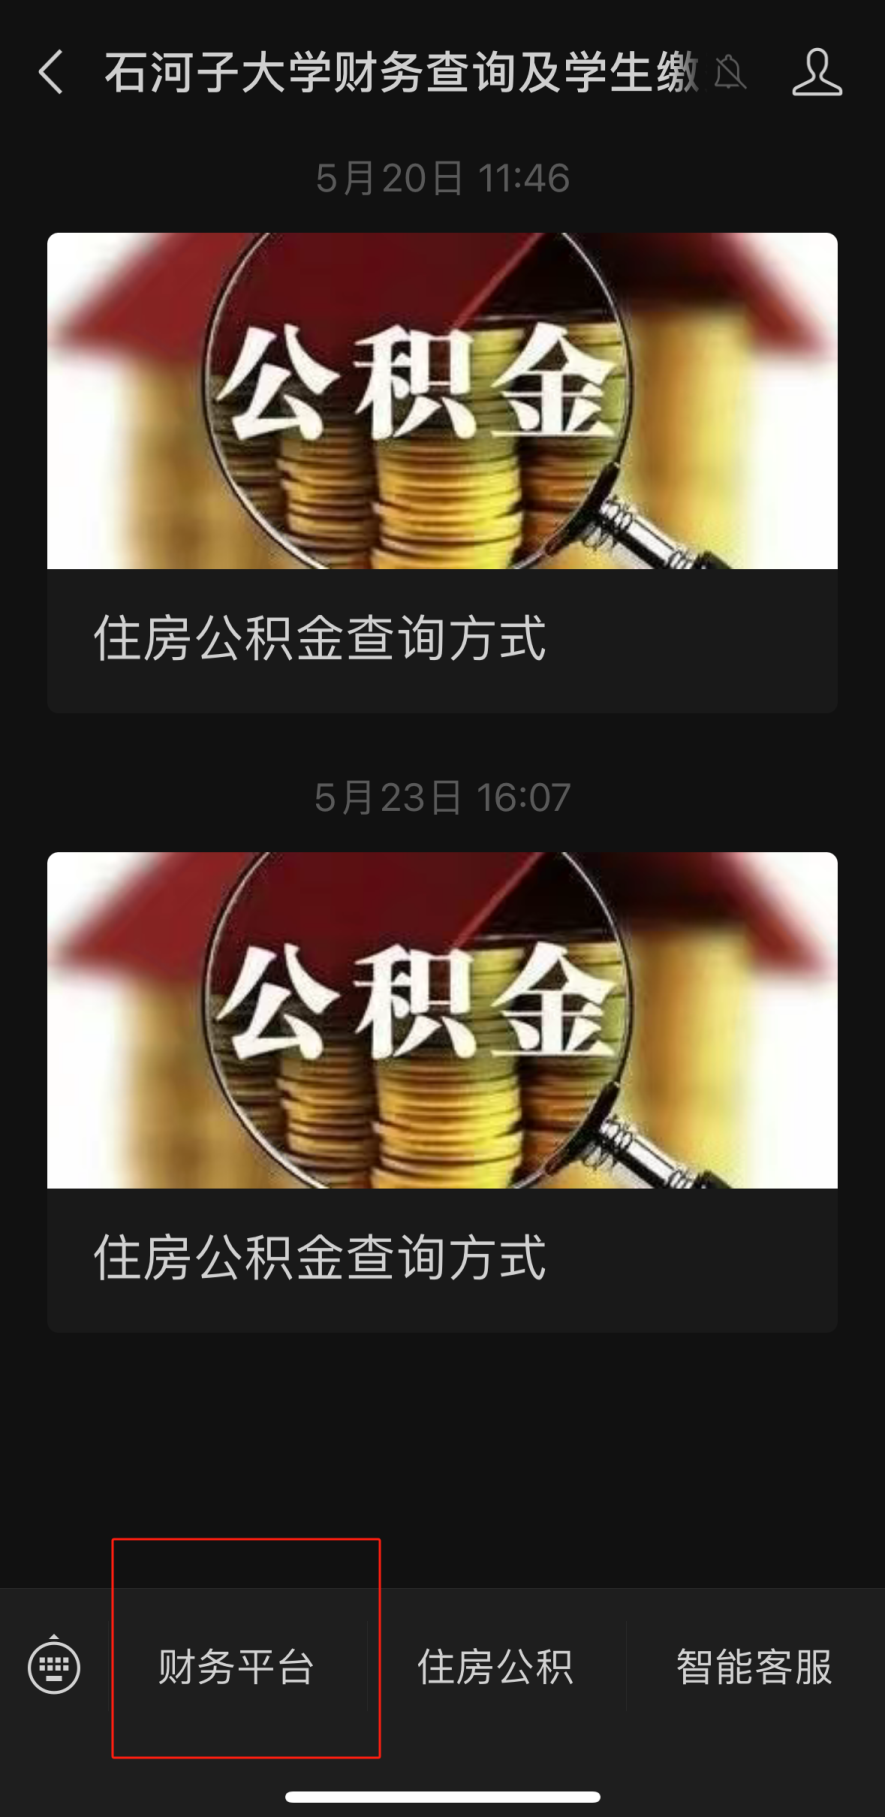 石河子大学财务查询及学生缴
5月20日 11:46
公积金
住房公积金查询方式
5月23日 16:07
公积金
住房公积金查询方式
财务平台
住房公积
智能客服